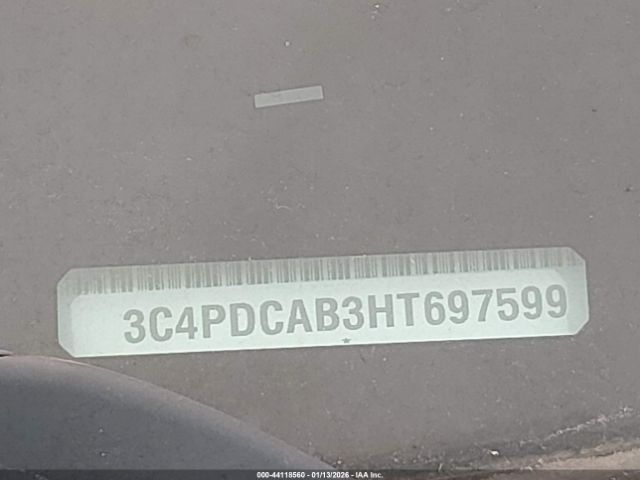 3C4PDCAB3HT697599
000-44118560 - 01/13/2026 - © IAA Inc.